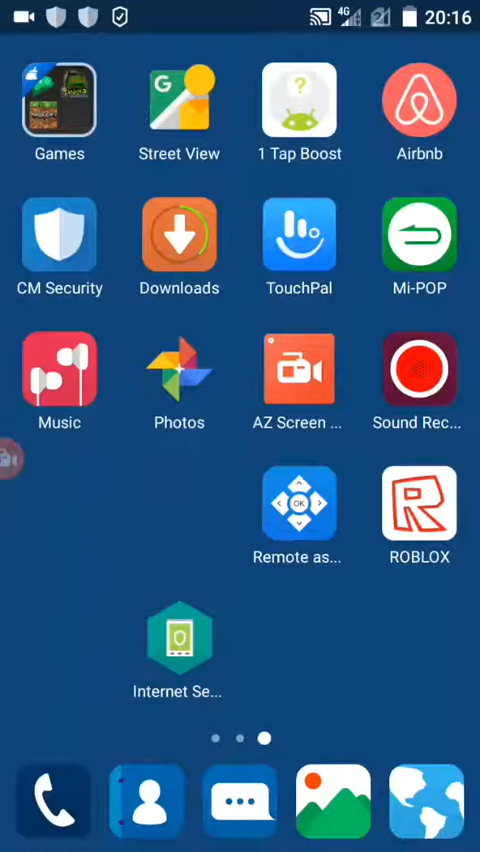 4G 20:16
Games Street View 1 Tap Boost Airbnb
CM Security Downloads TouchPal Mi-POP
Music Photos AZ Screen ... Sound Rec...
OK
Remote as... ROBLOX
Internet Se...